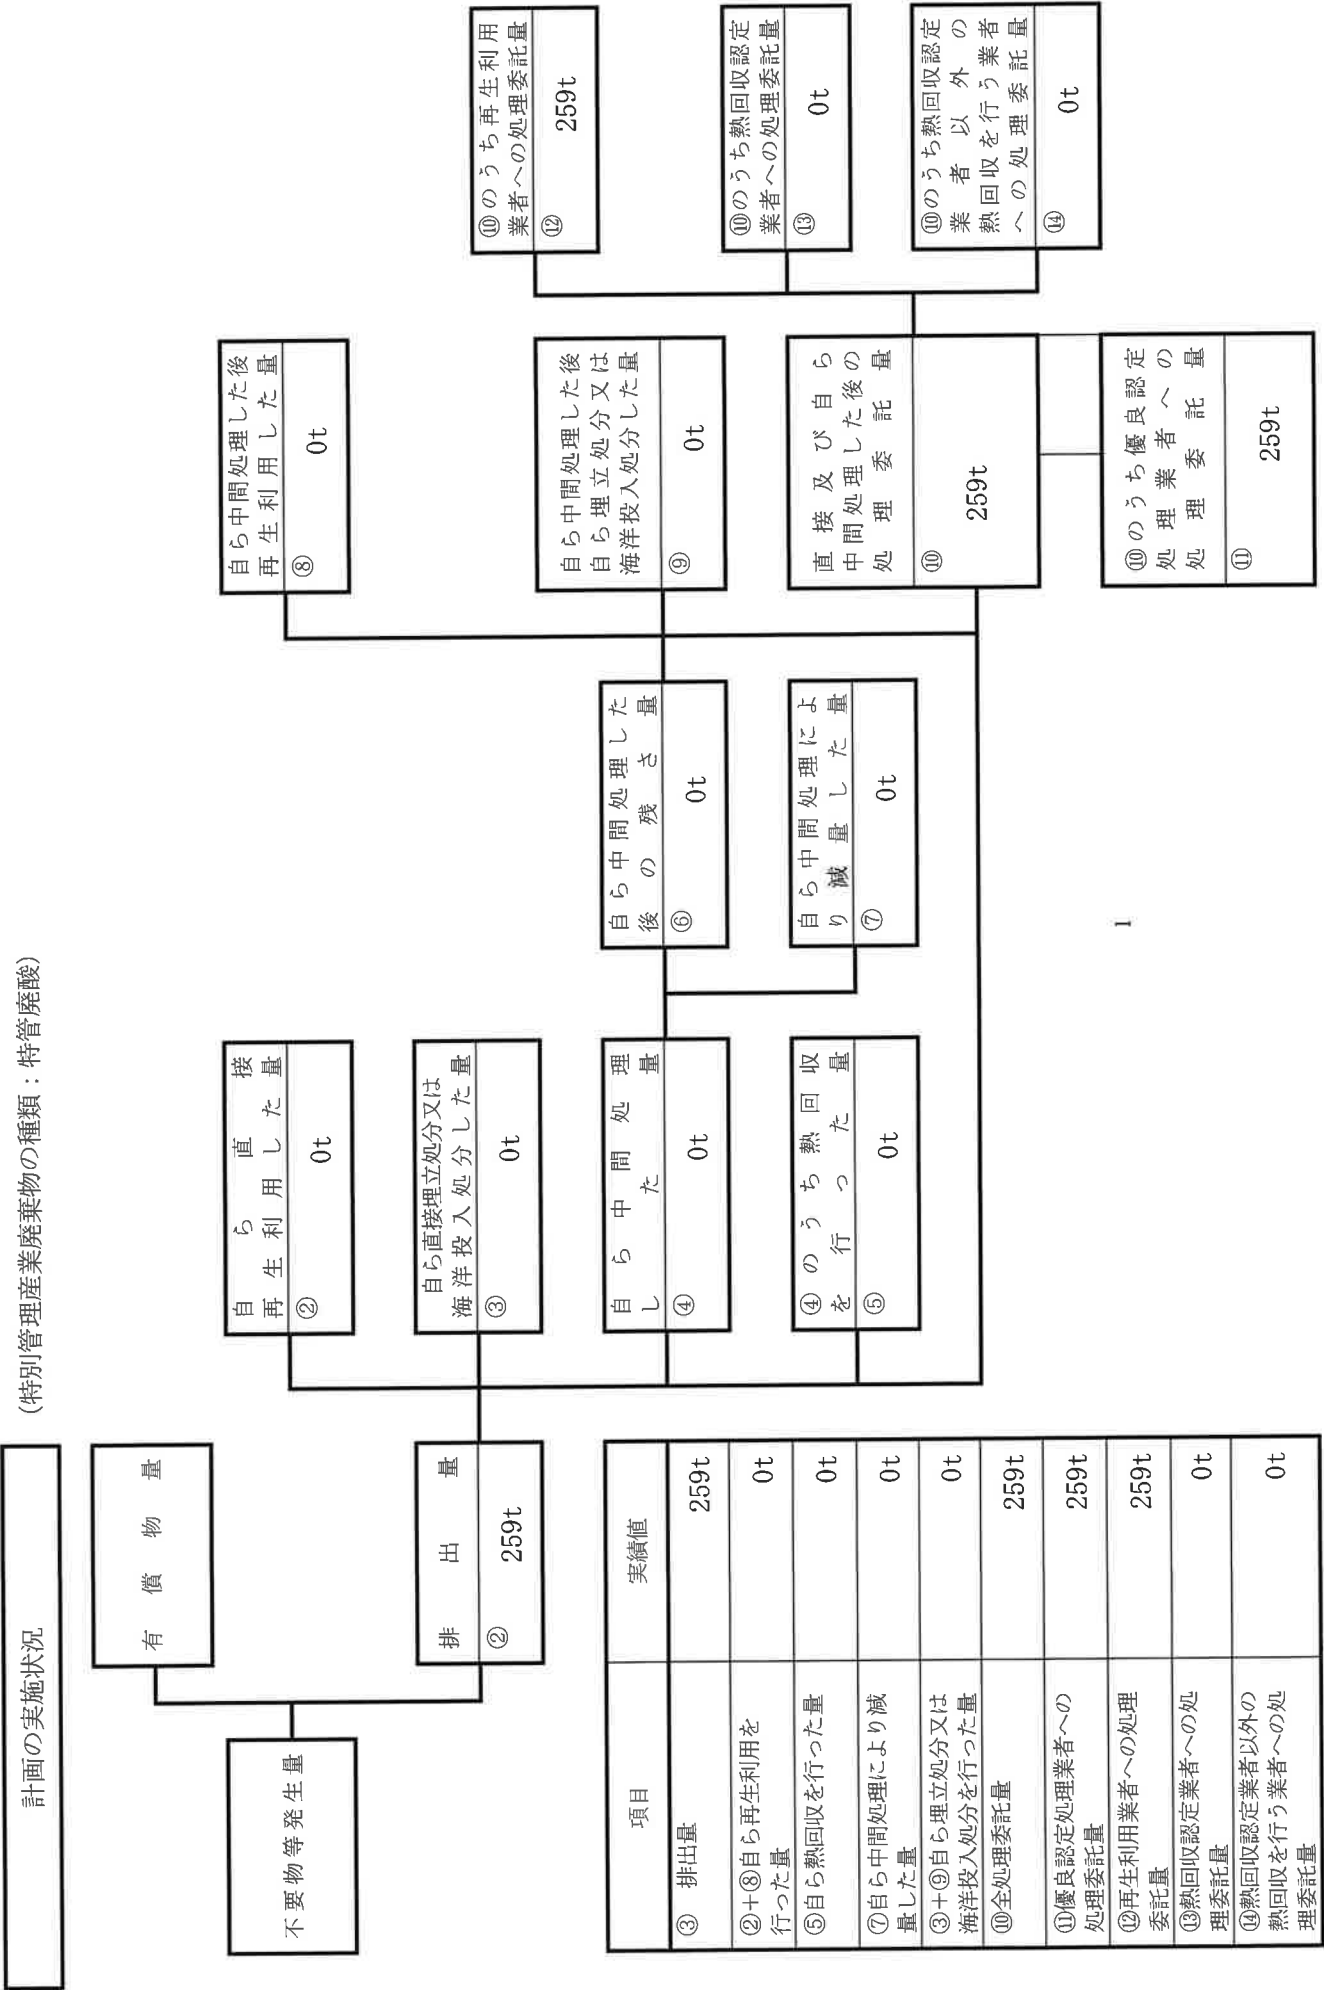 計画の実施状況
(特別管理産業廃棄物の種類：特管廃酸)
不要物等発生量
有償物量
排出量
② 259t
自ら直接
再生利用した量
② 0t
自ら直接埋立処分又は
海洋投入処分した量
③ 0t
自ら中間処理
した量
④ 0t
④のうち熱回収
を行った量
⑤ 0t
自ら中間処理した
後の残さ量
⑥ 0t
自ら中間処理によ
り減量した量
⑦ 0t
自ら中間処理した後
再生利用した量
⑧ 0t
自ら中間処理した後
自ら埋立処分又は
海洋投入処分した量
⑨ 0t
直接及び自ら
中間処理した後の
処理委託量
⑩ 259t
⑩のうち優良認定
処理業者への
処理委託量
⑪ 259t
⑩のうち再生利用
業者への処理委託量
⑫ 259t
⑩のうち熱回収認定
業者への処理委託量
⑬ 0t
⑩のうち熱回収認定
業者以外の
熱回収を行う業者
への処理委託量
⑭ 0t
項目 実績値
③ 排出量 259t
②+⑧自ら再生利用を
行った量 0t
⑤自ら熱回収を行った量 0t
⑦自ら中間処理により減
量した量 0t
③+⑨自ら埋立処分又は
海洋投入処分を行った量 0t
⑩全処理委託量 259t
⑪優良認定処理業者への
処理委託量 259t
⑫再生利用業者への処理
委託量 259t
⑬熱回収認定業者への処
理委託量 0t
⑭熱回収認定業者以外の
熱回収を行う業者への処
理委託量 0t
1